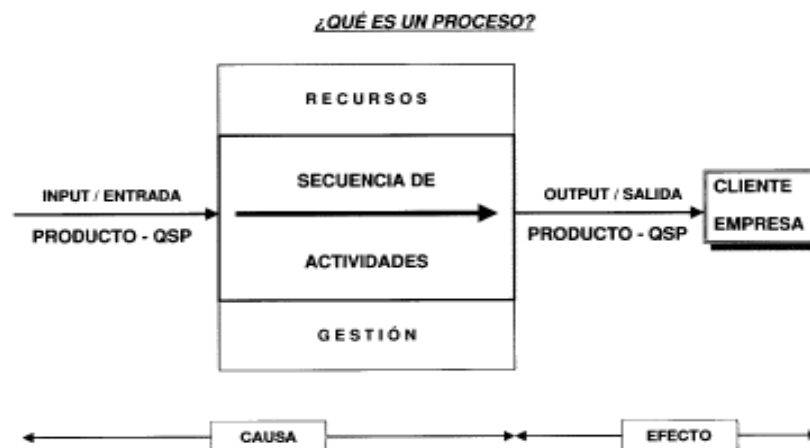 ¿QUÉ ES UN PROCESO?
RECURSOS
INPUT / ENTRADA
PRODUCTO - QSP
SECUENCIA DE
ACTIVIDADES
OUTPUT / SALIDA
PRODUCTO - QSP
CLIENTE
EMPRESA
GESTIÓN
CAUSA
EFECTO